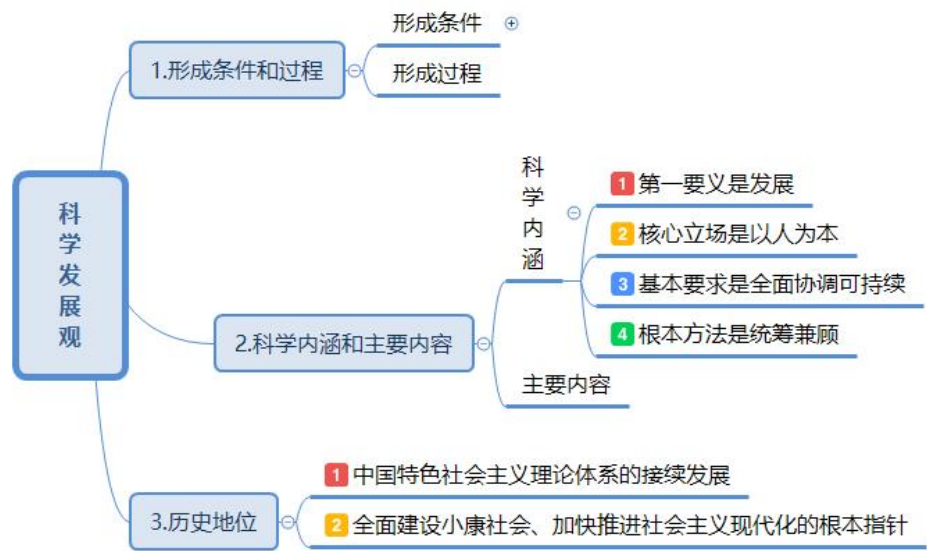 科学发展观
1.形成条件和过程
形成条件
形成过程
2.科学内涵和主要内容
科学内涵
1 第一要义是发展
2 核心立场是以人为本
3 基本要求是全面协调可持续
4 根本方法是统筹兼顾
主要内容
3.历史地位
1 中国特色社会主义理论体系的接续发展
2 全面建设小康社会、加快推进社会主义现代化的根本指针